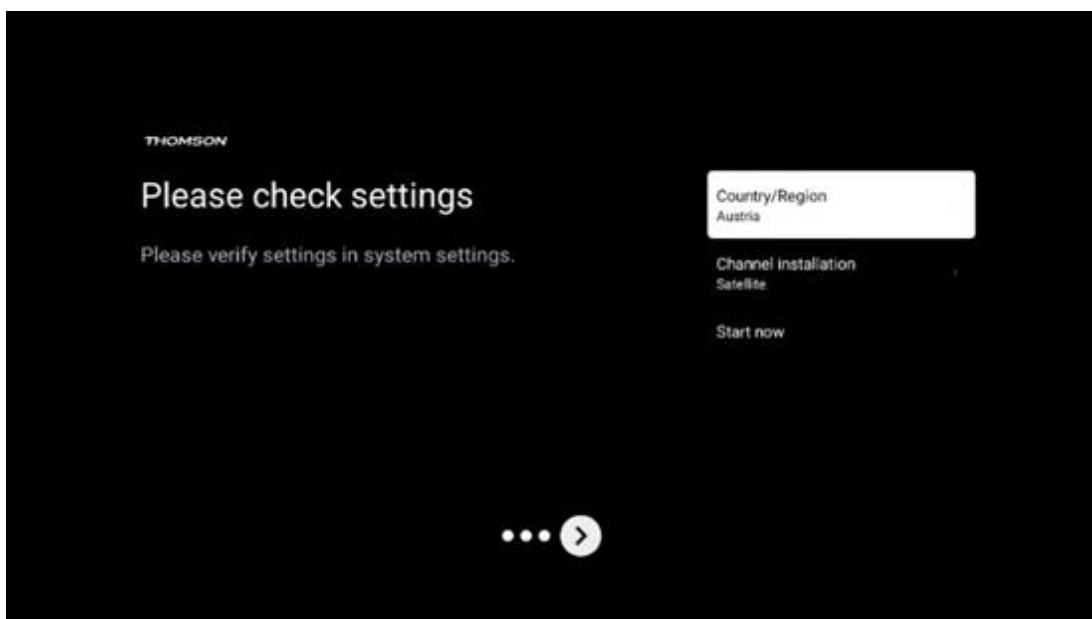 THOMSON
Please check settings
Please verify settings in system settings.
Country/Region
Austria
Channel installation
Satellite
Start now